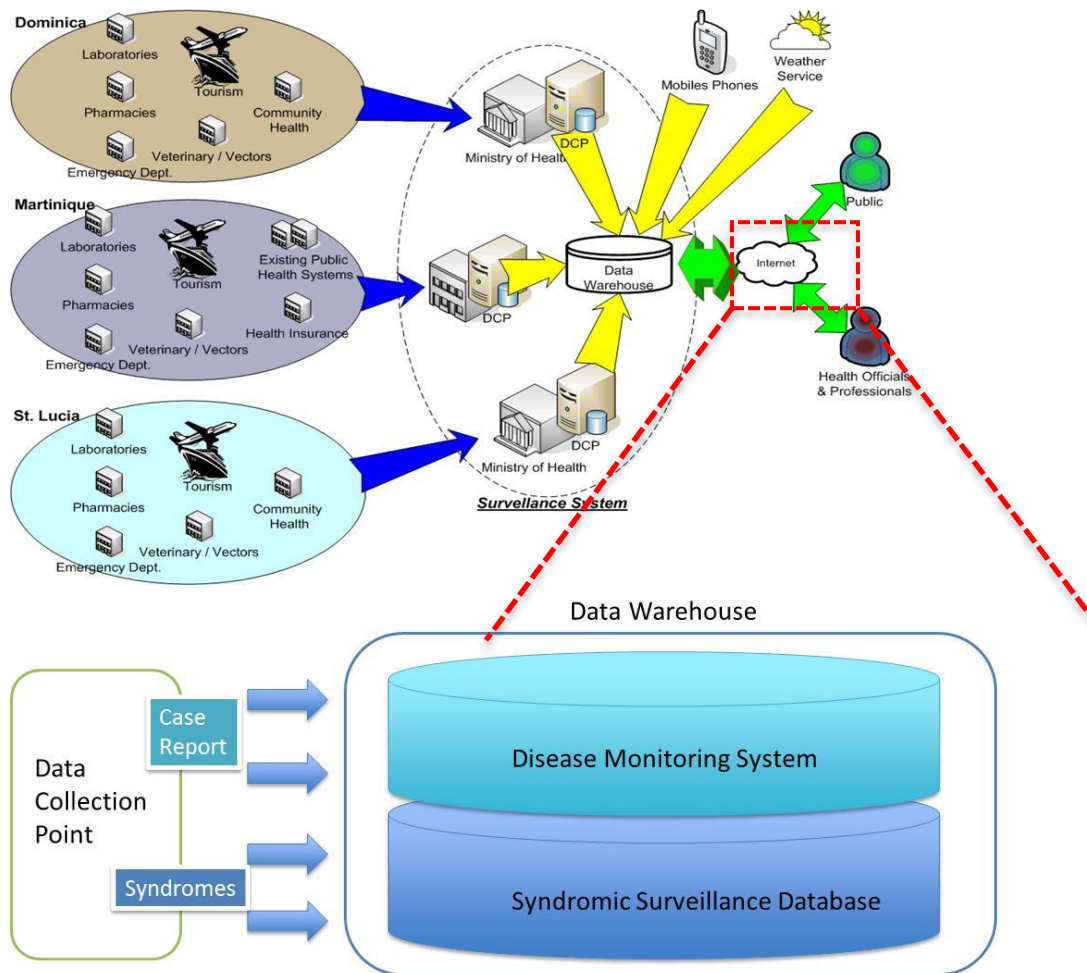 Dominica
Laboratories
Tourism
Pharmacies
Community
Health
Veterinary / Vectors
Emergency Dept.
Ministry of Health
DCP
Mobiles Phones
Weather
Service
Public
Martinique
Laboratories
Tourism
Existing Public
Health Systems
Pharmacies
Health Insurance
Veterinary / Vectors
Emergency Dept.
DCP
Data
Warehouse
Internet
Health Officials
& Professionals
St. Lucia
Laboratories
Tourism
Pharmacies
Community
Health
Veterinary / Vectors
Emergency Dept.
DCP
Ministry of Health
Survellance System
Data Warehouse
Case
Report
Data
Collection
Point
Syndromes
Disease Monitoring System
Syndromic Surveillance Database